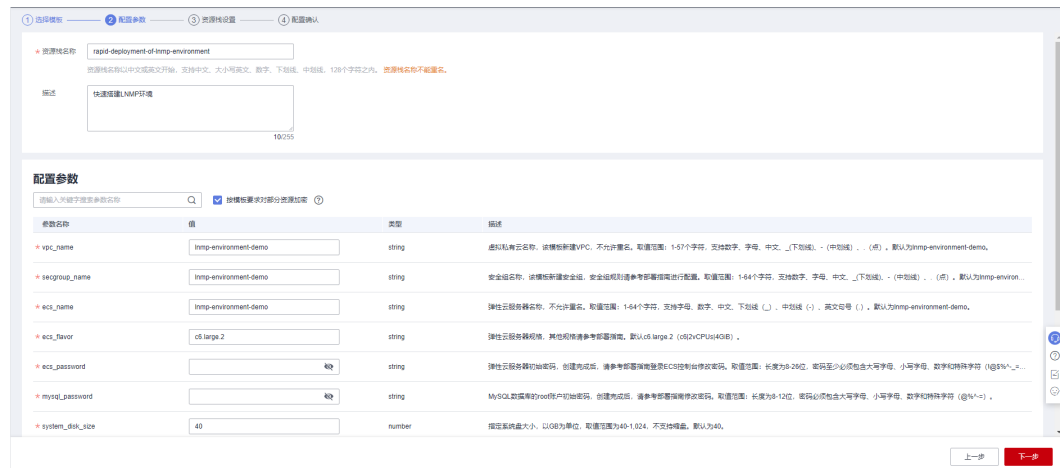 1 选择模板 2 配置参数 3 资源栈设置 4 配置确认
* 资源栈名称 rapid-deployment-of-lnmp-environment
资源栈名称以中文或英文开始，支持中文、大小写英文、数字、下划线、中划线，128个字符之内。资源栈名称不能重名。
描述 快速搭建LNMP环境
10/255
配置参数
请输入关键字搜索参数名称 按模板要求对部分资源加密
参数名称 值 类型 描述
* vpc_name lnmp-environment-demo string 虚拟私有云名称，该模板新建VPC，不允许重名。取值范围：1-57个字符，支持数字、字母、中文、_(下划线)、-（中划线）、.（点）。默认为lnmp-environment-demo。
* secgroup_name lnmp-environment-demo string 安全组名称，该模板新建安全组，安全组规则请参考部署指南进行配置。取值范围：1-64个字符，支持数字、字母、中文、_(下划线)、-（中划线）、.（点）。默认为lnmp-environ...
* ecs_name lnmp-environment-demo string 弹性云服务器名称，不允许重名。取值范围：1-64个字符，支持字母、数字、中文、下划线（_）、中划线（-）、英文句号（.）。默认为lnmp-environment-demo。
* ecs_flavor c6.large.2 string 弹性云服务器规格，其他规格请参考部署指南。默认c6.large.2（c6|2vCPUs|4GiB）。
* ecs_password string 弹性云服务器初始密码，创建完成后，请参考部署指南登录ECS控制台修改密码。取值范围：长度为8-26位，密码至少必须包含大写字母、小写字母、数字和特殊字符（!@$%^-_=...
* mysql_password string MySQL数据库的root账户初始密码，创建完成后，请参考部署指南修改密码。取值范围：长度为8-12位，密码必须包含大写字母、小写字母、数字和特殊字符（@%^-=）。
* system_disk_size 40 number 指定系统盘大小，以GB为单位，取值范围为40-1,024，不支持缩盘。默认为40。
上一步 下一步